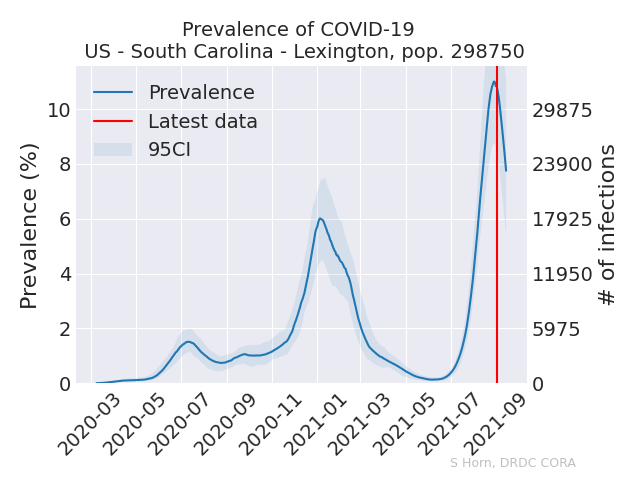 Prevalence of COVID-19
US - South Carolina - Lexington, pop. 298750
Prevalence
Latest data
95CI
Prevalence (%)
10
8
6
4
2
0
29875
23900
17925
11950
5975
0
# of infections
2020-03
2020-05
2020-07
2020-09
2020-11
2021-01
2021-03
2021-05
2021-07
2021-09
S Horn, DRDC CORA